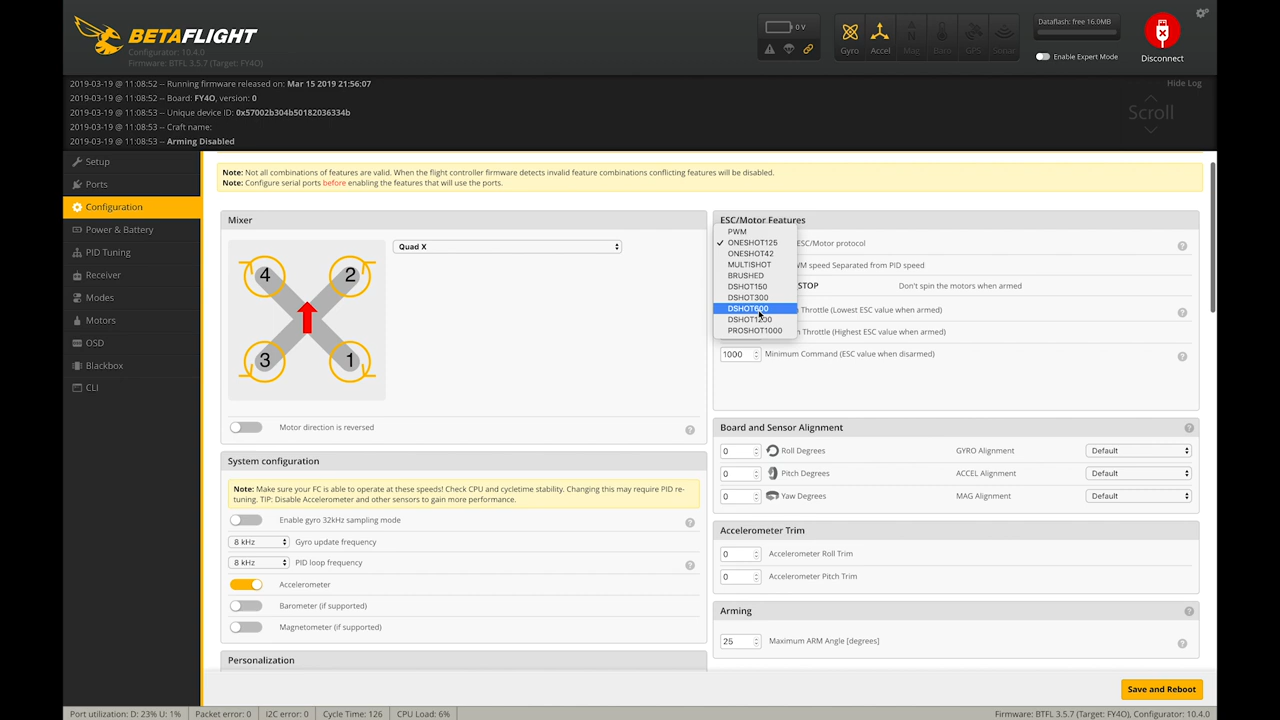 BETAFLIGHT
Configurator: 10.4.0
Firmware: BTFL 3.5.7 (Target: FY4O)
0 V
Gyro
Accel
Mag
Baro
GPS
Sonar
Dataflash: free 16.0MB
Enable Expert Mode
Disconnect
2019-03-19 @ 11:08:52 -- Running firmware released on: Mar 15 2019 21:56:07
2019-03-19 @ 11:08:52 -- Board: FY4O, version: 0
2019-03-19 @ 11:08:53 -- Unique device ID: 0x57002b304b50182036334b
2019-03-19 @ 11:08:53 -- Craft name:
2019-03-19 @ 11:08:53 -- Arming Disabled
Hide Log
Scroll
Setup
Ports
Configuration
Power & Battery
PID Tuning
Receiver
Modes
Motors
OSD
Blackbox
CLI
Note: Not all combinations of features are valid. When the flight controller firmware detects invalid feature combinations conflicting features will be disabled.
Note: Configure serial ports before enabling the features that will use the ports.
Mixer
Quad X
4
2
3
1
Motor direction is reversed
System configuration
Note: Make sure your FC is able to operate at these speeds! Check CPU and cycletime stability. Changing this may require PID re-
tuning. TIP: Disable Accelerometer and other sensors to gain more performance.
Enable gyro 32kHz sampling mode
8 kHz Gyro update frequency
8 kHz PID loop frequency
Accelerometer
Barometer (if supported)
Magnetometer (if supported)
Personalization
ESC/Motor Features
PWM
✓ ONESHOT125
ONESHOT42
MULTISHOT
BRUSHED
DSHOT150
DSHOT300
DSHOT600
DSHOT1200
PROSHOT1000
ESC/Motor protocol
WM speed Separated from PID speed
STOP Don't spin the motors when armed
Throttle (Lowest ESC value when armed)
Throttle (Highest ESC value when armed)
1000 Minimum Command (ESC value when disarmed)
Board and Sensor Alignment
0 Roll Degrees GYRO Alignment Default
0 Pitch Degrees ACCEL Alignment Default
0 Yaw Degrees MAG Alignment Default
Accelerometer Trim
0 Accelerometer Roll Trim
0 Accelerometer Pitch Trim
Arming
25 Maximum ARM Angle [degrees]
Save and Reboot
Port utilization: D: 23% U: 1% Packet error: 0 I2C error: 0 Cycle Time: 126 CPU Load: 6% Firmware: BTFL 3.5.7 (Target: FY4O), Configurator: 10.4.0